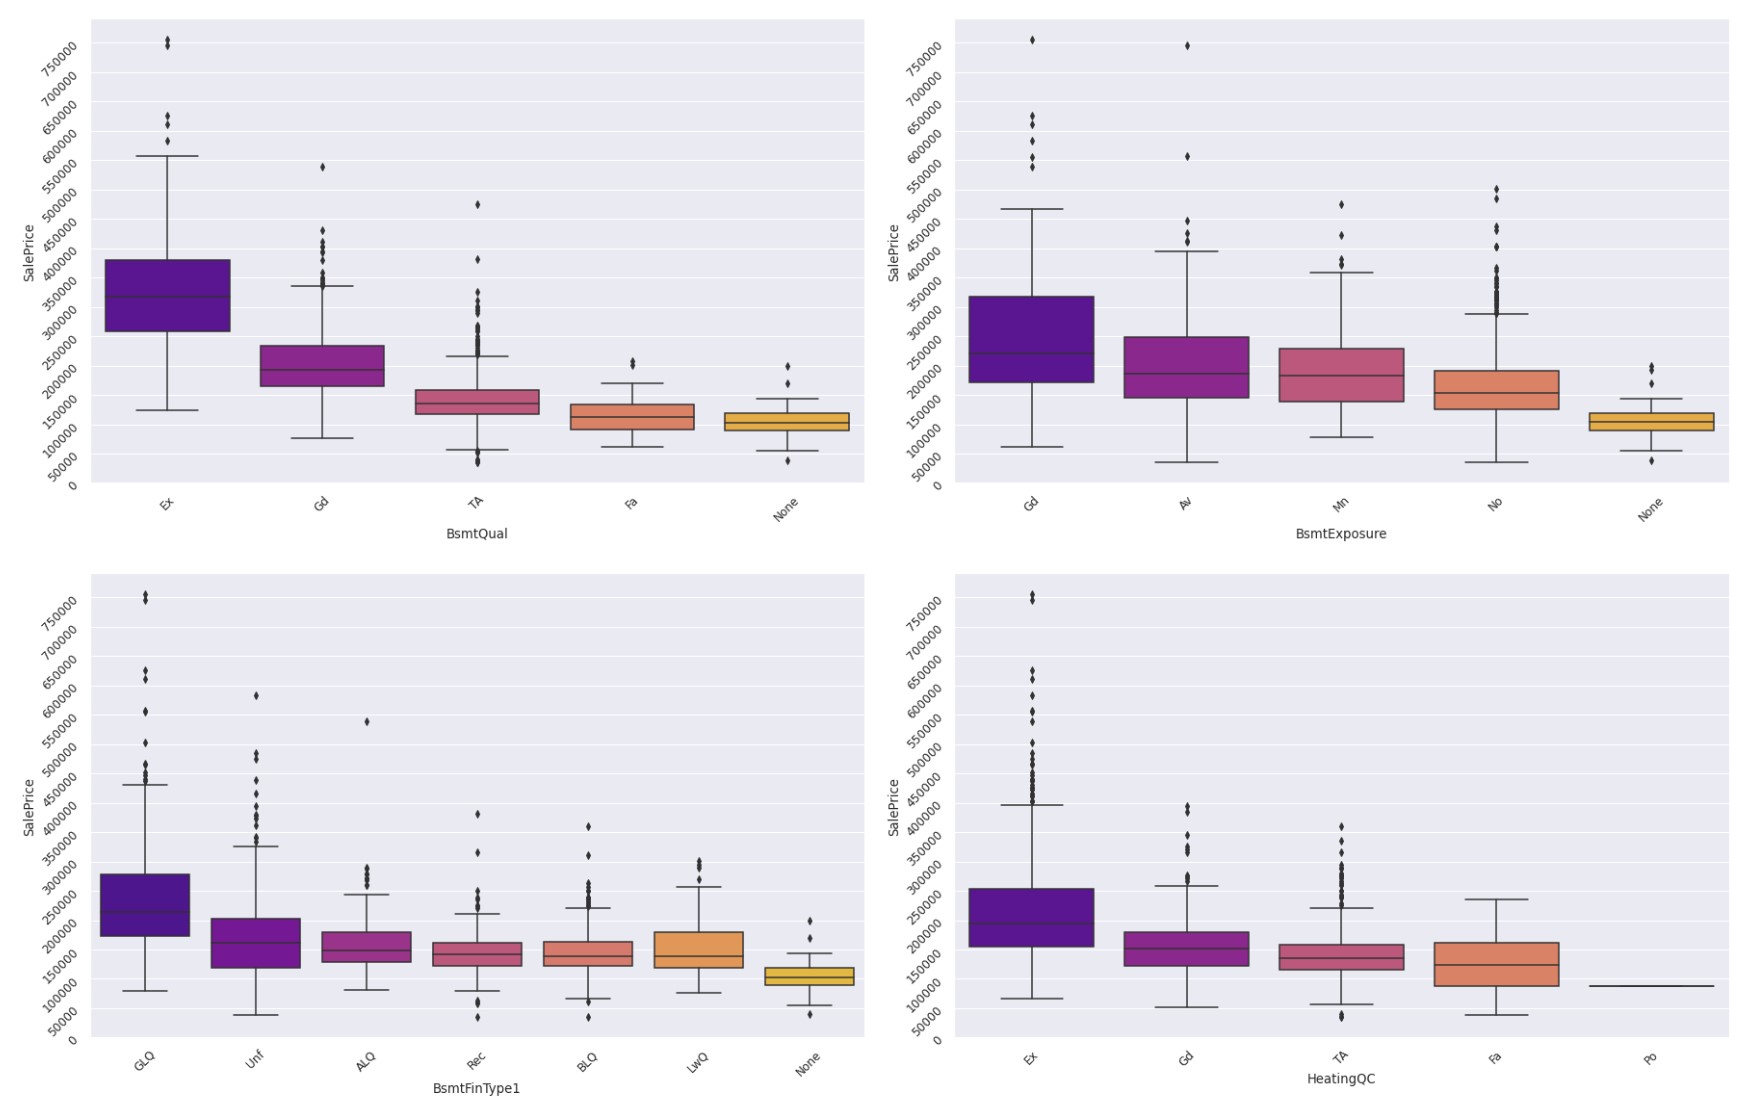 750000
700000
650000
600000
550000
500000
450000
400000
350000
300000
250000
200000
150000
100000
50000
0
SalePrice
Ex
Gd
TA
Fa
None
BsmtQual
750000
700000
650000
600000
550000
500000
450000
400000
350000
300000
250000
200000
150000
100000
50000
0
SalePrice
Gd
Av
Mn
No
None
BsmtExposure
750000
700000
650000
600000
550000
500000
450000
400000
350000
300000
250000
200000
150000
100000
50000
0
SalePrice
GLQ
Unf
ALQ
Rec
BLQ
LwQ
None
BsmtFinType1
750000
700000
650000
600000
550000
500000
450000
400000
350000
300000
250000
200000
150000
100000
50000
0
SalePrice
Ex
Gd
TA
Fa
Po
HeatingQC